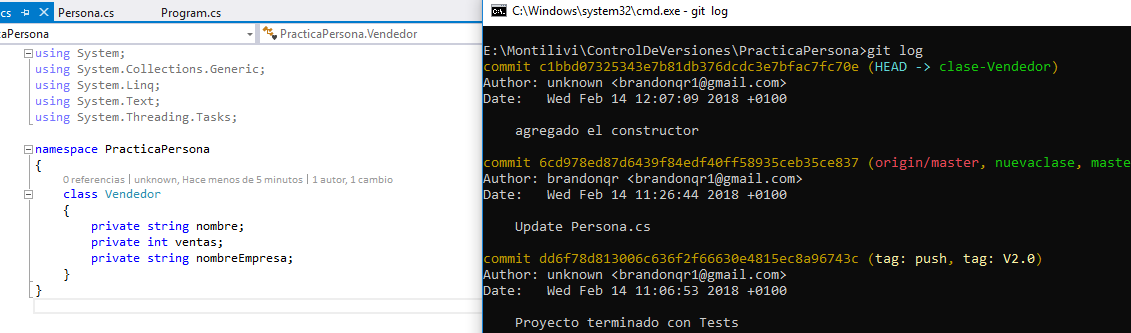 cs Persona.cs Program.cs
aPersona PracticaPersona.Vendedor
using System;
using System.Collections.Generic;
using System.Linq;
using System.Text;
using System.Threading.Tasks;
namespace PracticaPersona
{
0 referencias | unknown, Hace menos de 5 minutos | 1 autor, 1 cambio
class Vendedor
{
private string nombre;
private int ventas;
private string nombreEmpresa;
}
}
C:\Windows\system32\cmd.exe - git log
E:\Montilivi\ControlDeVersiones\PracticaPersona>git log
commit c1bbd07325343e7b81db376dcdc3e7bfac7fc70e (HEAD -> clase-Vendedor)
Author: unknown <brandonqr1@gmail.com>
Date: Wed Feb 14 12:07:09 2018 +0100
agregado el constructor
commit 6cd978ed87d6439f84edf40ff58935ceb35ce837 (origin/master, nuevaclase, maste
Author: brandonqr <brandonqr1@gmail.com>
Date: Wed Feb 14 11:26:44 2018 +0100
Update Persona.cs
commit dd6f78d813006c636f2f66630e4815ec8a96743c (tag: push, tag: V2.0)
Author: unknown <brandonqr1@gmail.com>
Date: Wed Feb 14 11:06:53 2018 +0100
Proyecto terminado con Tests